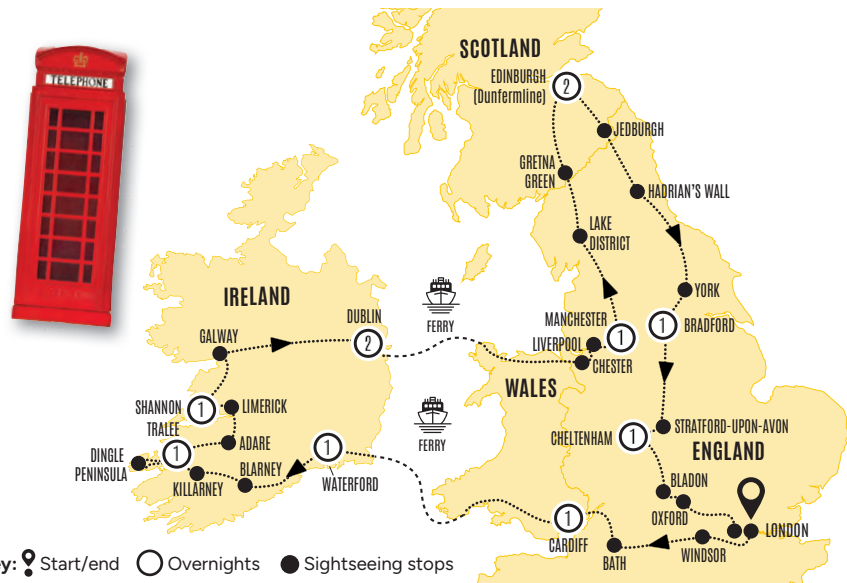 TELEPHONE
SCOTLAND
EDINBURGH
(Dunfermline)
2
JEDBURGH
GRETNA
GREEN
HADRIAN'S WALL
LAKE
DISTRICT
YORK
IRELAND
DUBLIN
2
FERRY
MANCHESTER
1
1
BRADFORD
GALWAY
LIVERPOOL
CHESTER
WALES
SHANNON
1
LIMERICK
FERRY
TRALEE
1
ADARE
1
CHELTENHAM
1
STRATFORD-UPON-AVON
ENGLAND
DINGLE
PENINSULA
KILLARNEY
BLARNEY
WATERFORD
BLADON
OXFORD
1
CARDIFF
BATH
WINDSOR
LONDON
ey: Start/end Overnights Sightseeing stops